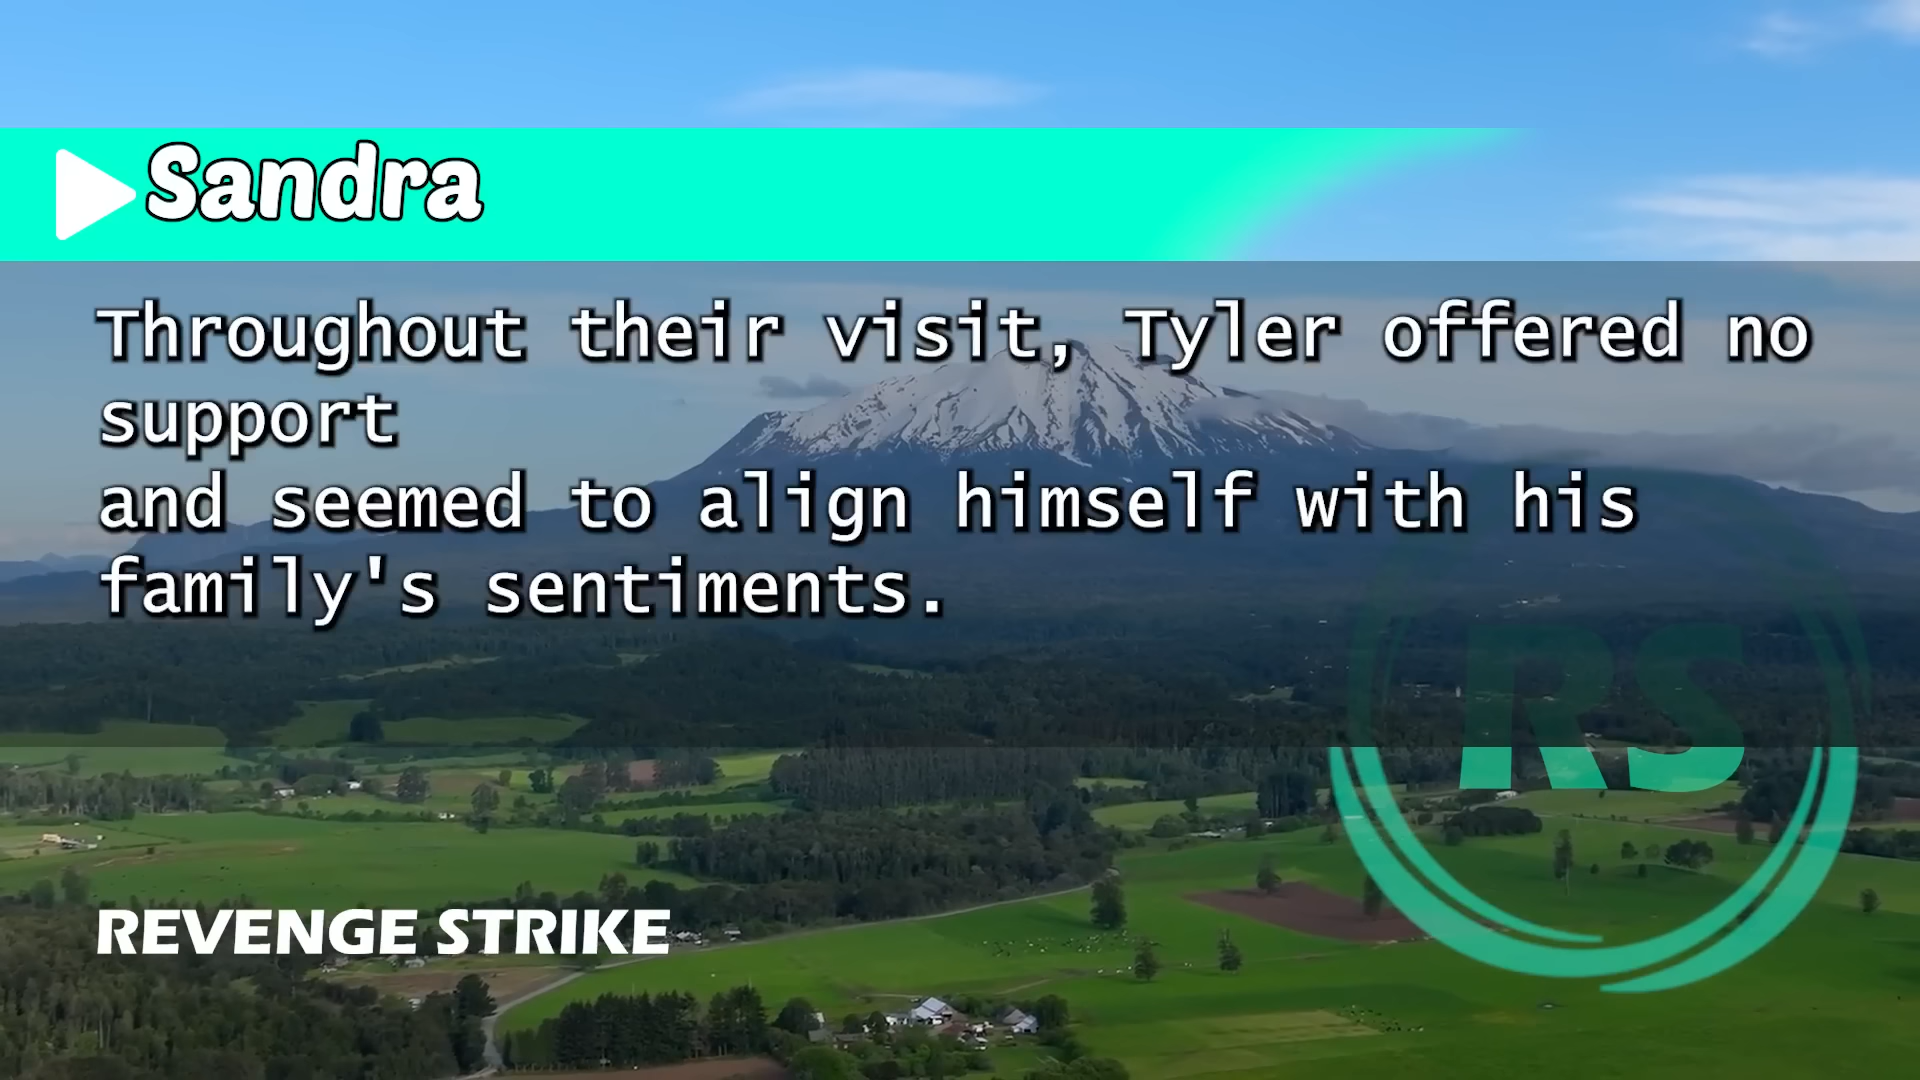 Sandra
Throughout their visit, Tyler offered no
support
and seemed to align himself with his
family's sentiments.
RS
REVENGE STRIKE